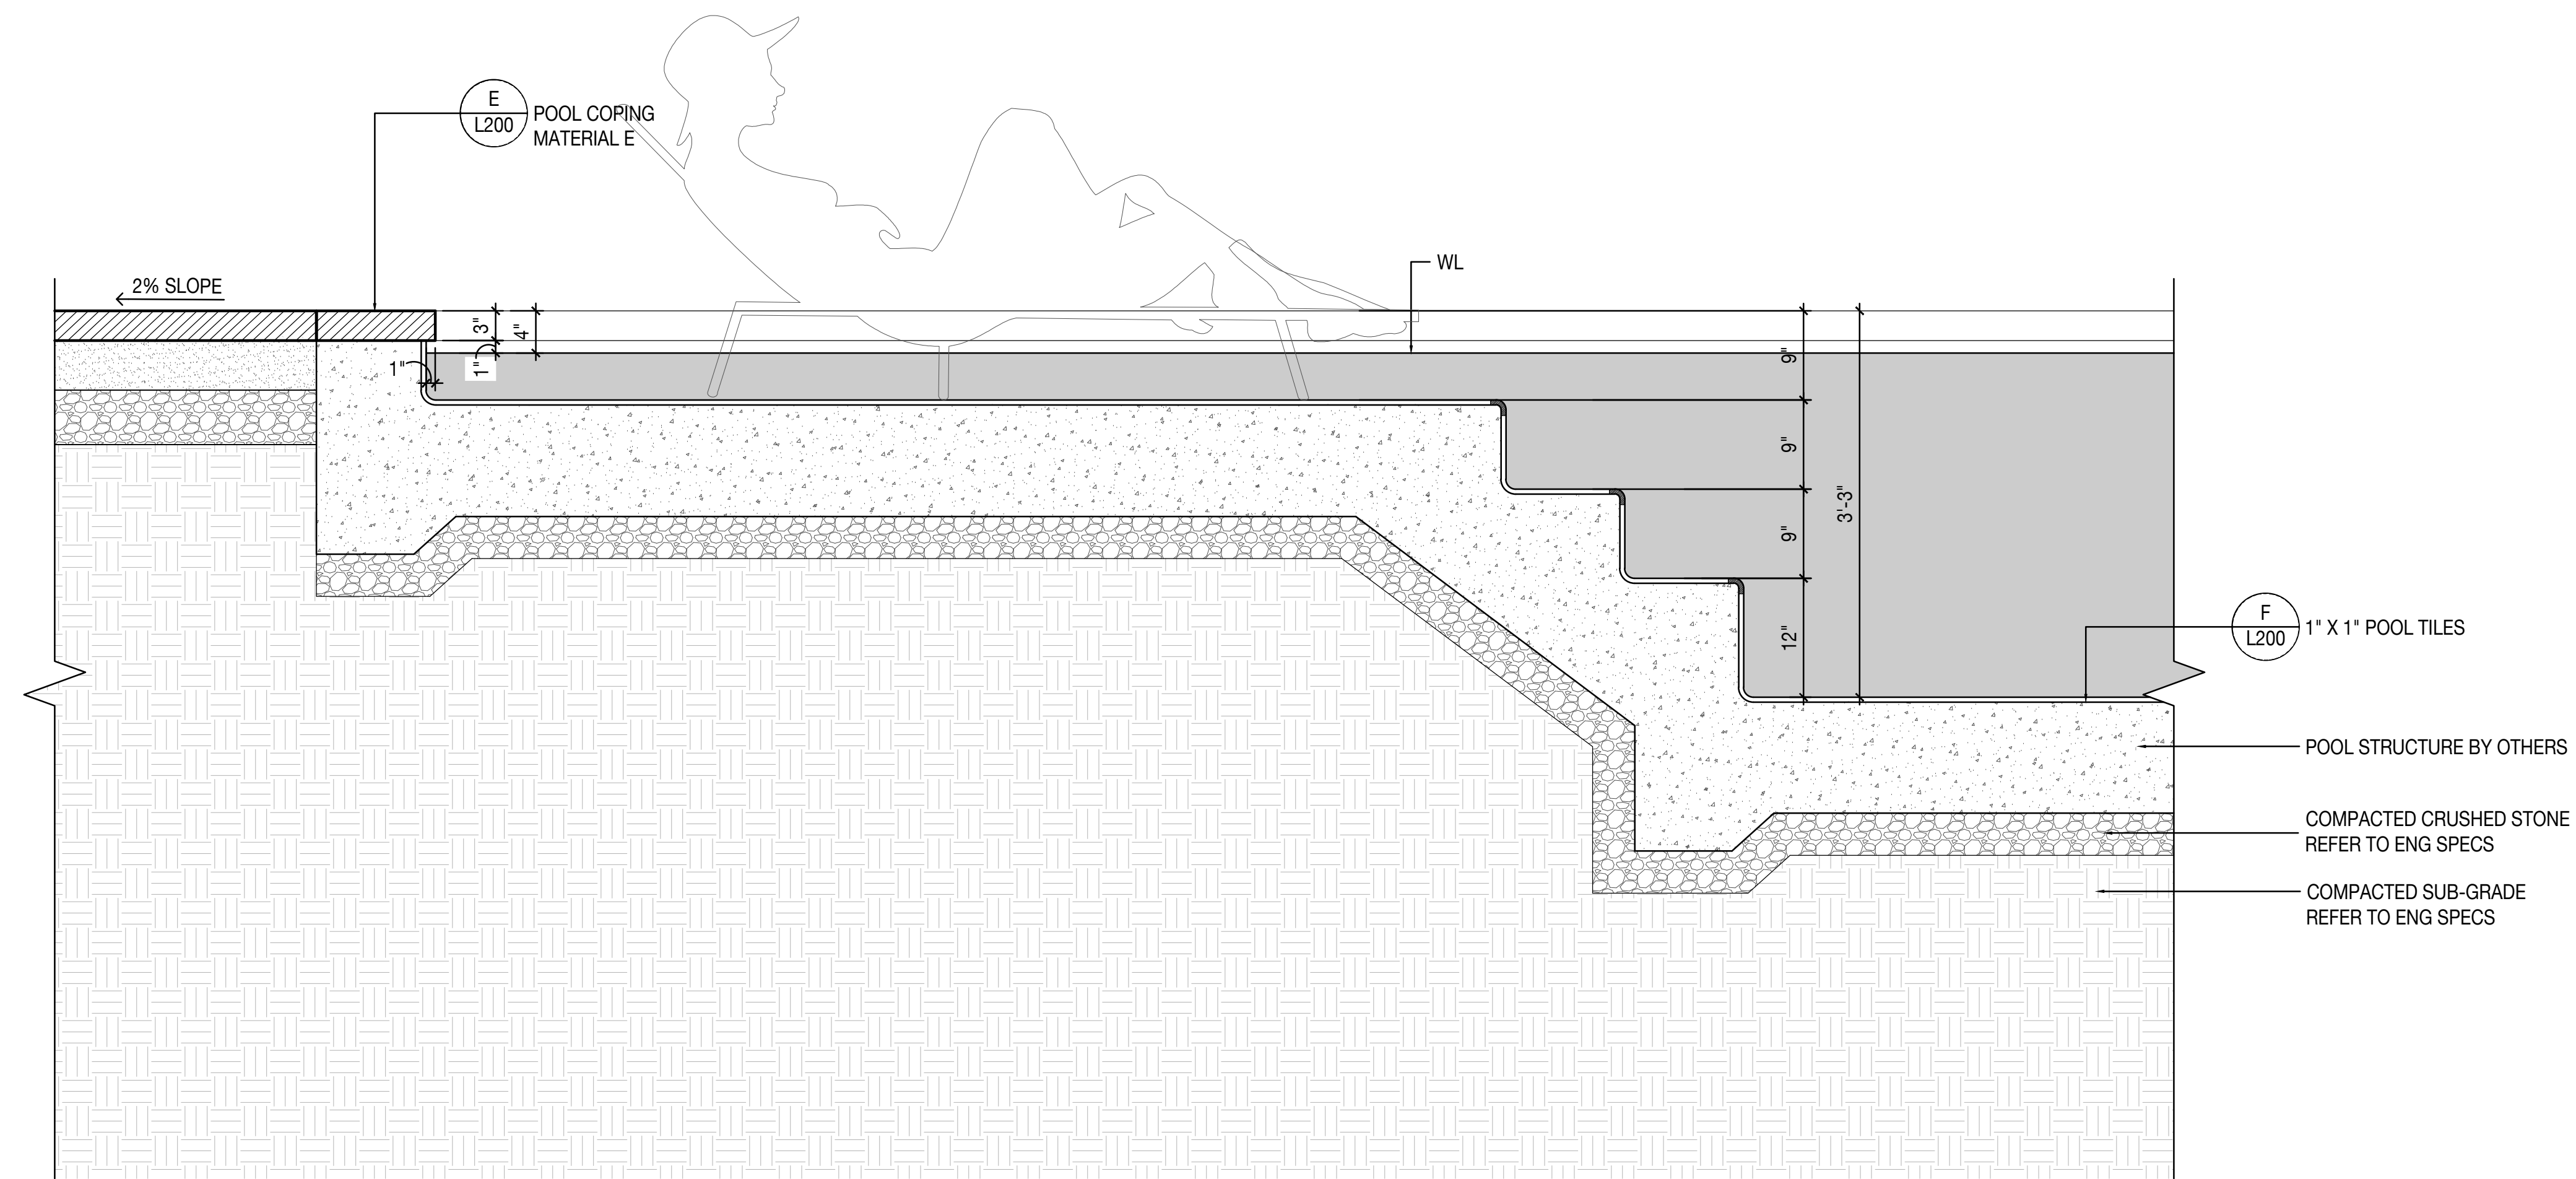 E
L200
POOL COPING
MATERIAL E
2% SLOPE
WL
3"
4"
1"
1"
9"
9"
9"
12"
3'-3"
F
L200
1" X 1" POOL TILES
POOL STRUCTURE BY OTHERS
COMPACTED CRUSHED STONE
REFER TO ENG SPECS
COMPACTED SUB-GRADE
REFER TO ENG SPECS